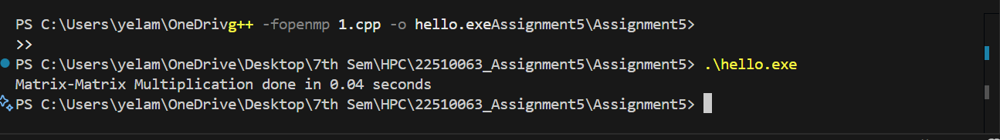 PS C:\Users\yelam\OneDrivg++ -fopenmp 1.cpp -o hello.exeAssignment5\Assignment5>
>>
PS C:\Users\yelam\OneDrive\Desktop\7th Sem\HPC\22510063_Assignment5\Assignment5> .\hello.exe
Matrix-Matrix Multiplication done in 0.04 seconds
PS C:\Users\yelam\OneDrive\Desktop\7th Sem\HPC\22510063_Assignment5\Assignment5>